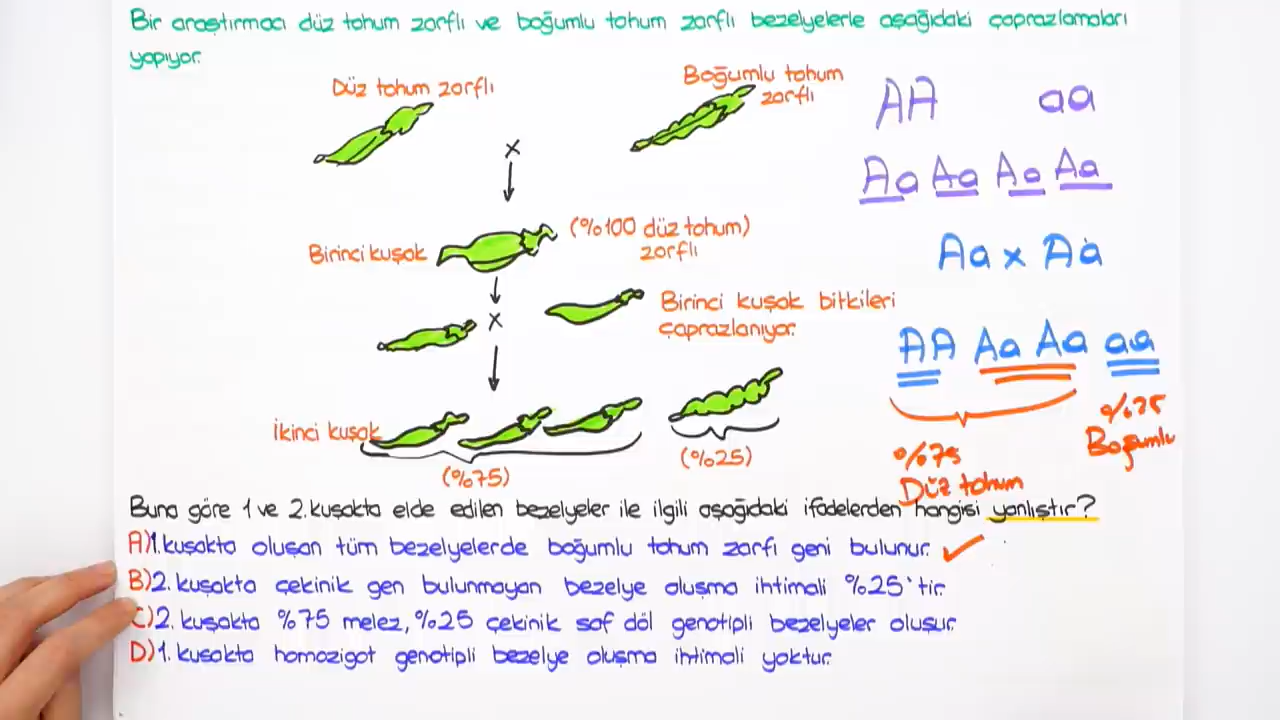 Bir araştırmacı düz tohum zarflı ve boğumlu tohum zarflı bezelyelerle aşağıdaki çaprazlamaları
yapıyor.
Düz tohum zarflı
Boğumlu tohum
zarflı
AA aa
x
Aa Aa Aa Aa
Birinci kuşak
(%100 düz tohum)
zarflı
Aa x Aa
x
Birinci kuşak bitkileri
çaprazlanıyor.
AA Aa Aa aa
İkinci kuşak
(%75)
(%25)
%75
Düz tohum
%25
Boğumlu
Buna göre 1 ve 2. kuşakta elde edilen bezelyeler ile ilgili aşağıdaki ifadelerden hangisi yanlıştır?
A) 1. kuşakta oluşan tüm bezelyelerde boğumlu tohum zarfı geni bulunur.
B) 2. kuşakta çekinik gen bulunmayan bezelye oluşma ihtimali %25'tir.
C) 2. kuşakta %75 melez, %25 çekinik saf döl genotipli bezelyeler oluşur.
D) 1. kuşakta homozigot genotipli bezelye oluşma ihtimali yoktur.